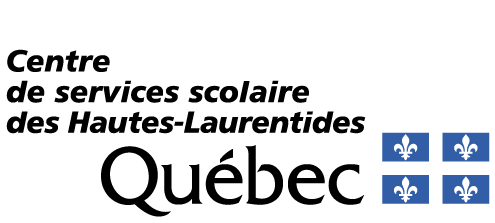 Centre
de services scolaire
des Hautes-Laurentides
Québec